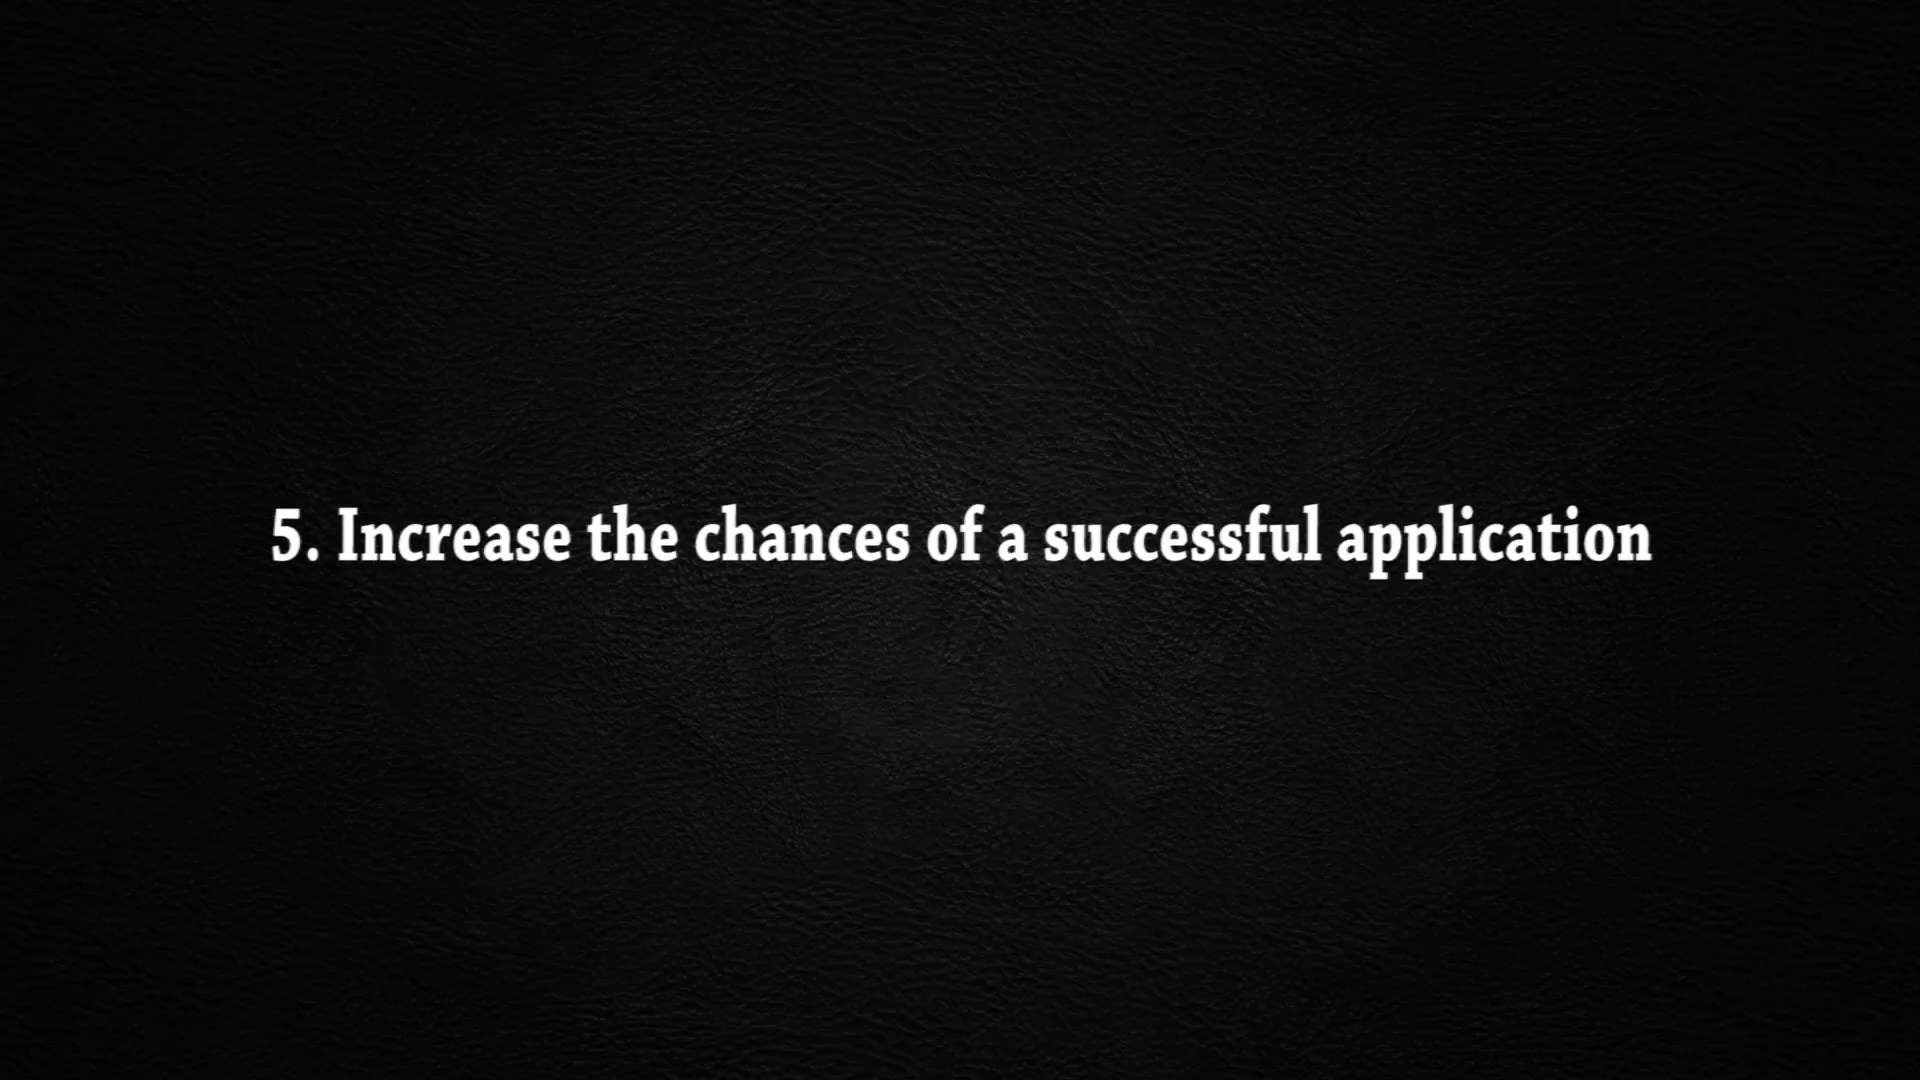 5. Increase the chances of a successful application